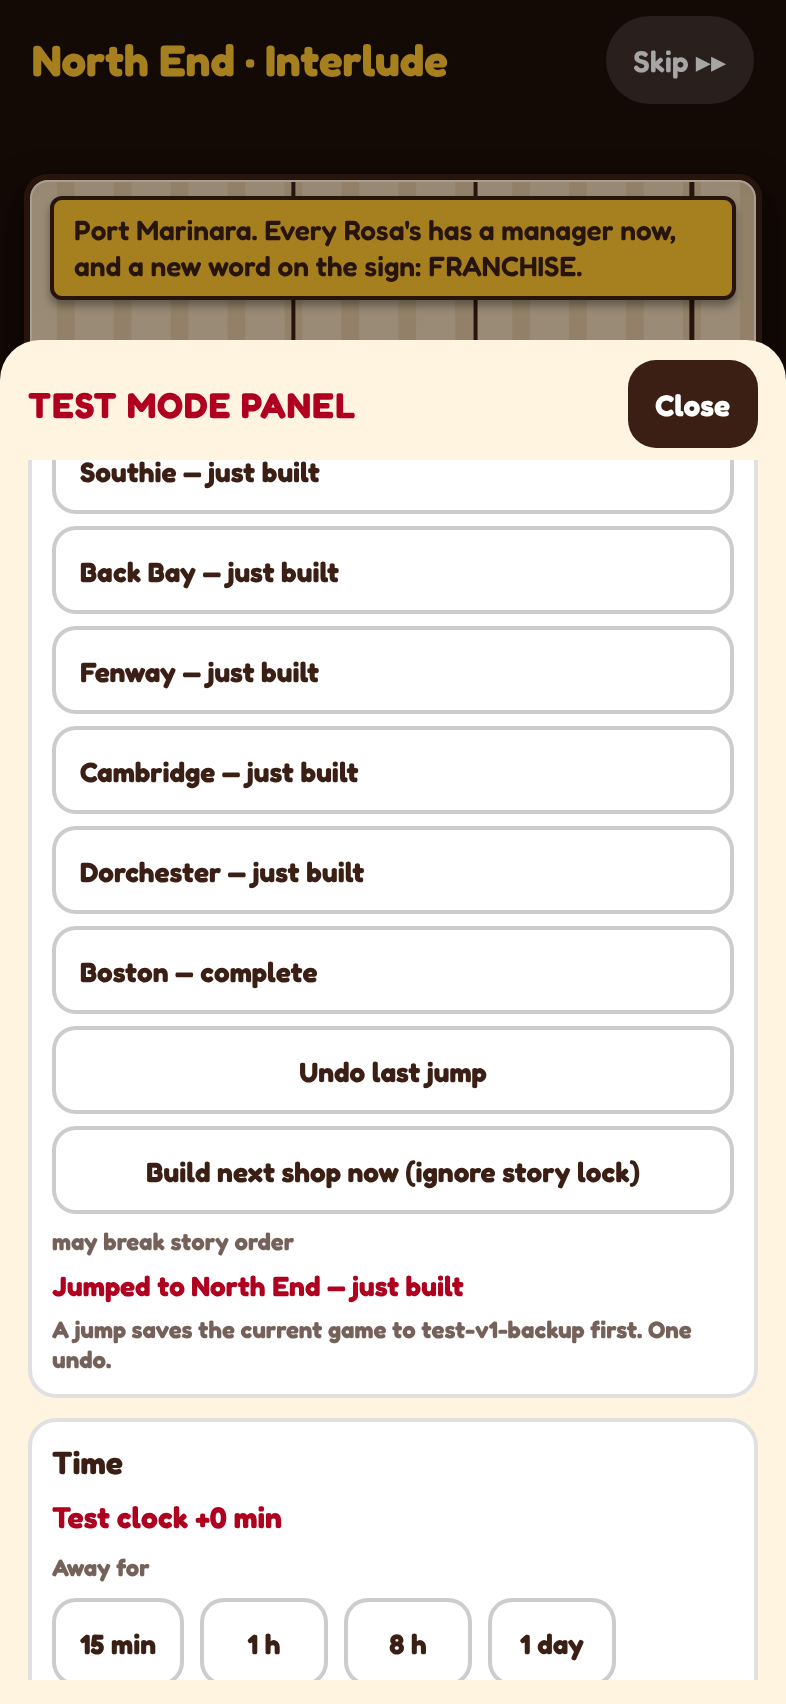 North End · Interlude
Skip ▸▸
Port Marinara. Every Rosa's has a manager now,
and a new word on the sign: FRANCHISE.
TEST MODE PANEL
Close
Southie – just built
Back Bay – just built
Fenway – just built
Cambridge – just built
Dorchester – just built
Boston – complete
Undo last jump
Build next shop now (ignore story lock)
may break story order
Jumped to North End – just built
A jump saves the current game to test-v1-backup first. One
undo.
Time
Test clock +0 min
Away for
15 min
1 h
8 h
1 day